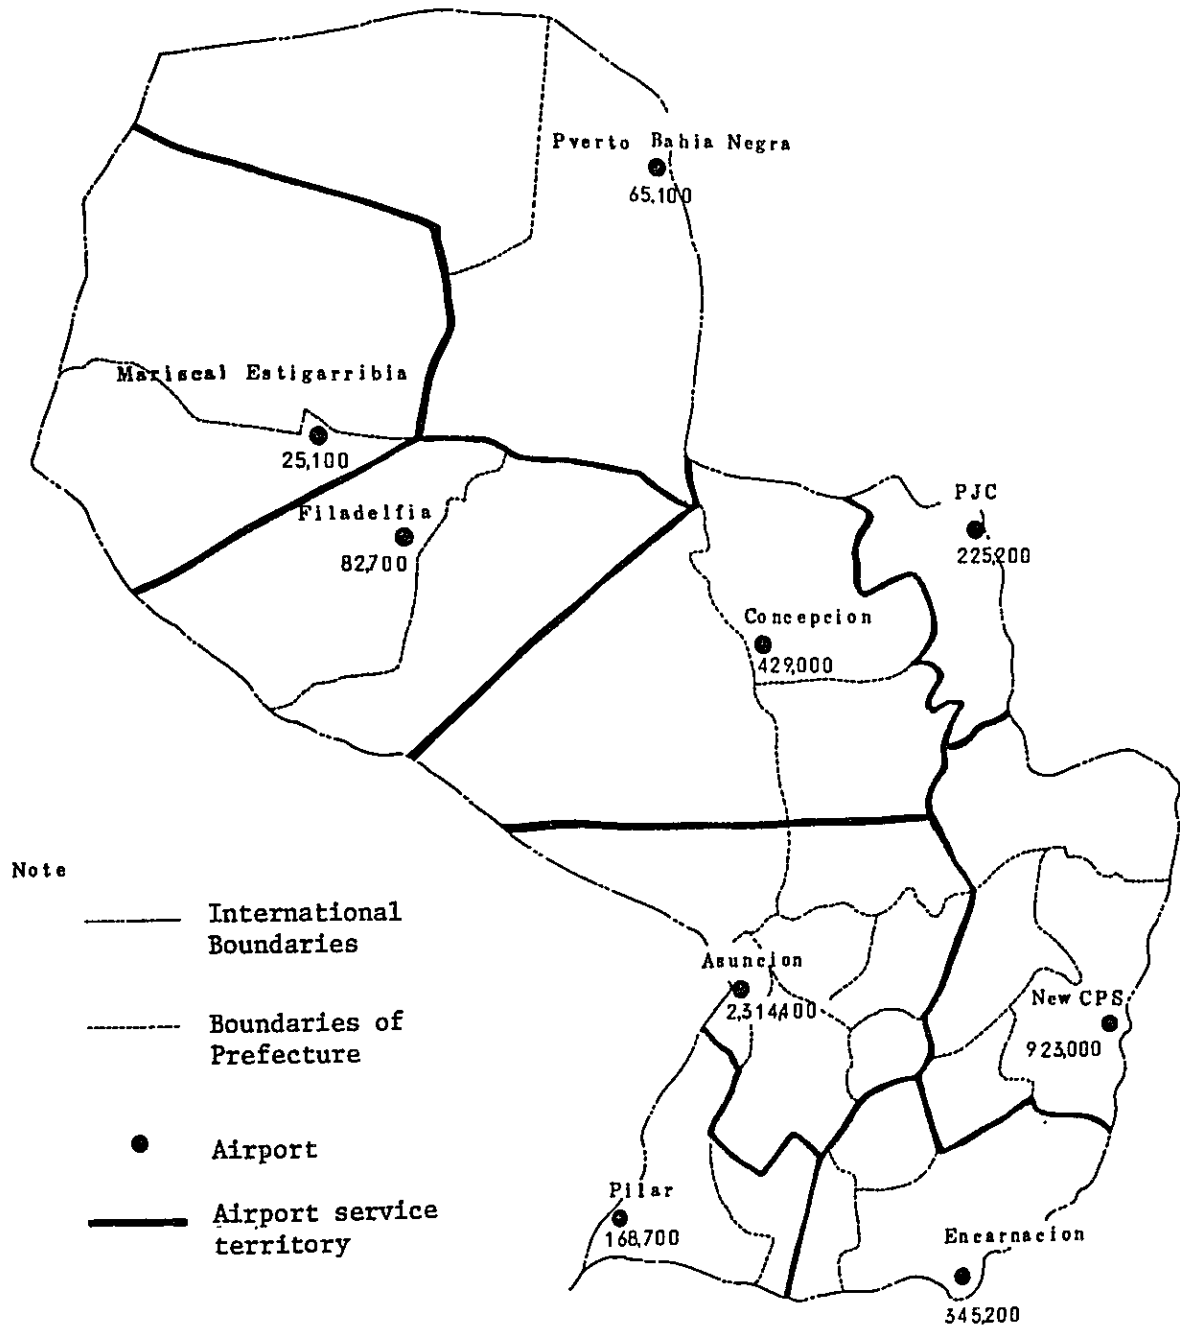 Pverto Bahia Negra
65,100
Mariscal Estigarribia
25,100
Filadelfia
82,700
PJC
225,200
Concepcion
429,000
Note
International
Boundaries
Boundaries of
Prefecture
Airport
Airport service
territory
Asuncion
2,314,400
New CPS
923,000
Pilar
168,700
Encarnacion
345,200